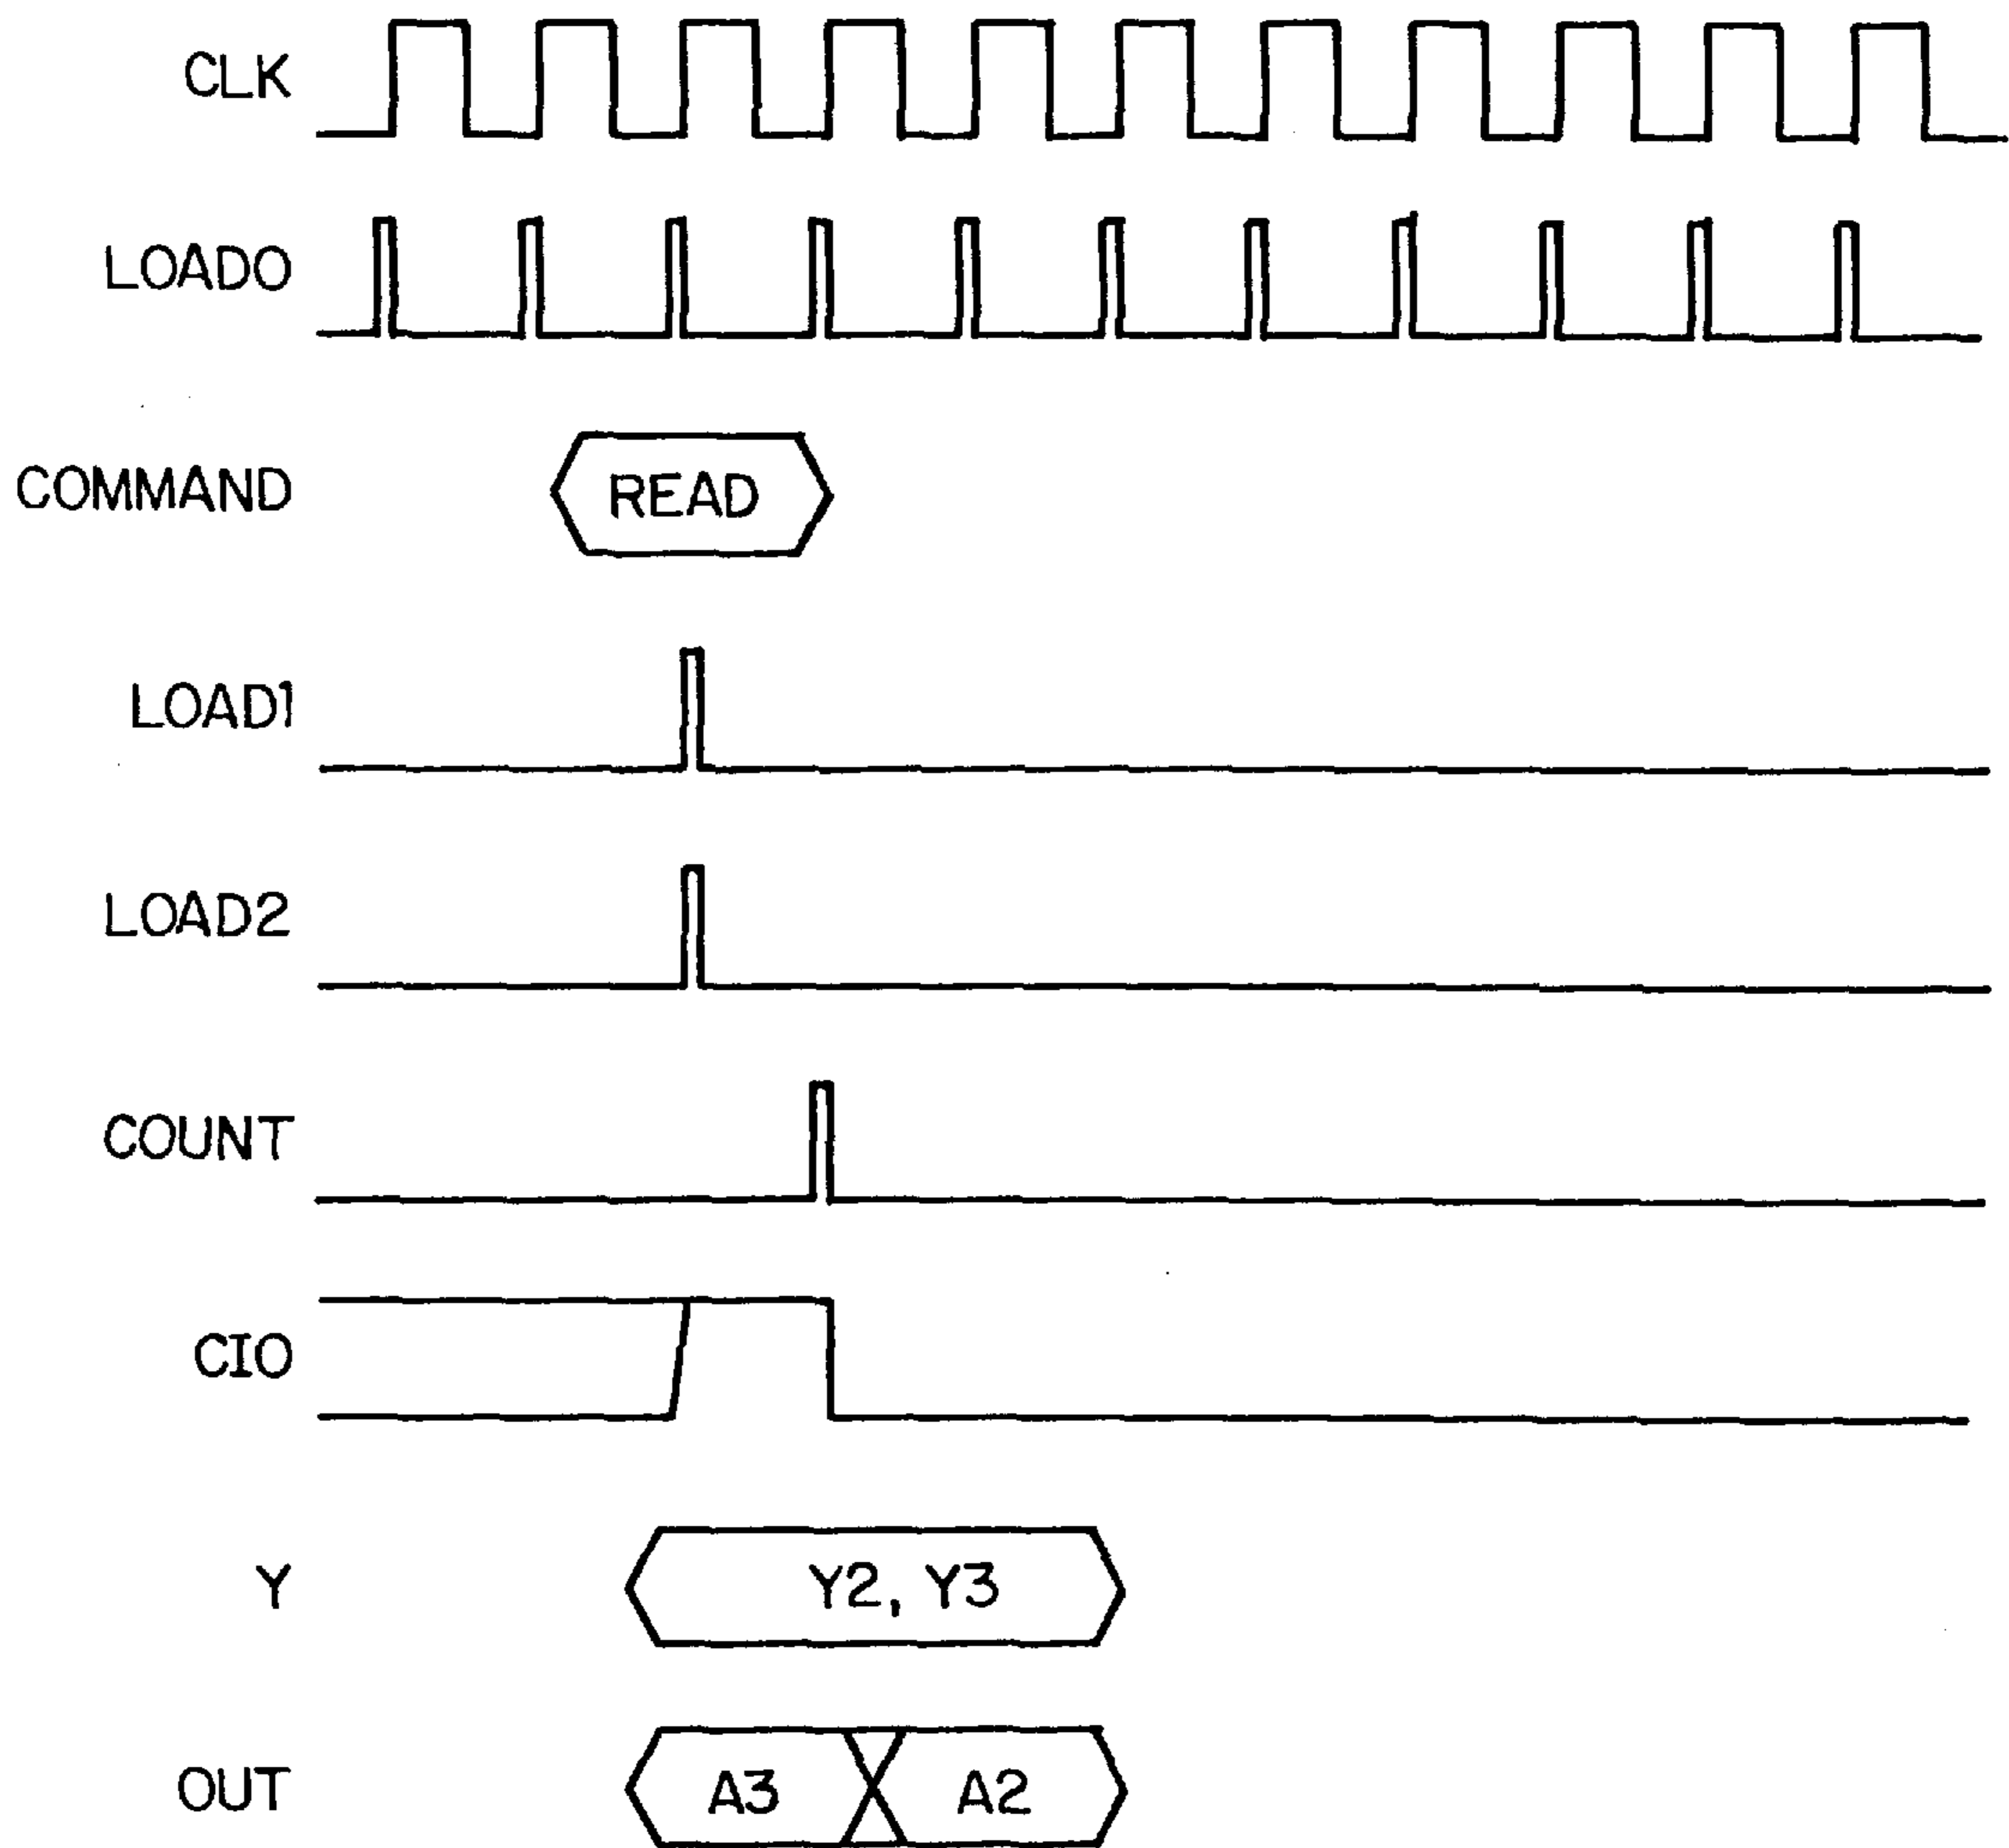 CLK
LOAD0
COMMAND
READ
LOAD1
LOAD2
COUNT
CIO
Y
Y2, Y3
OUT
A3
A2